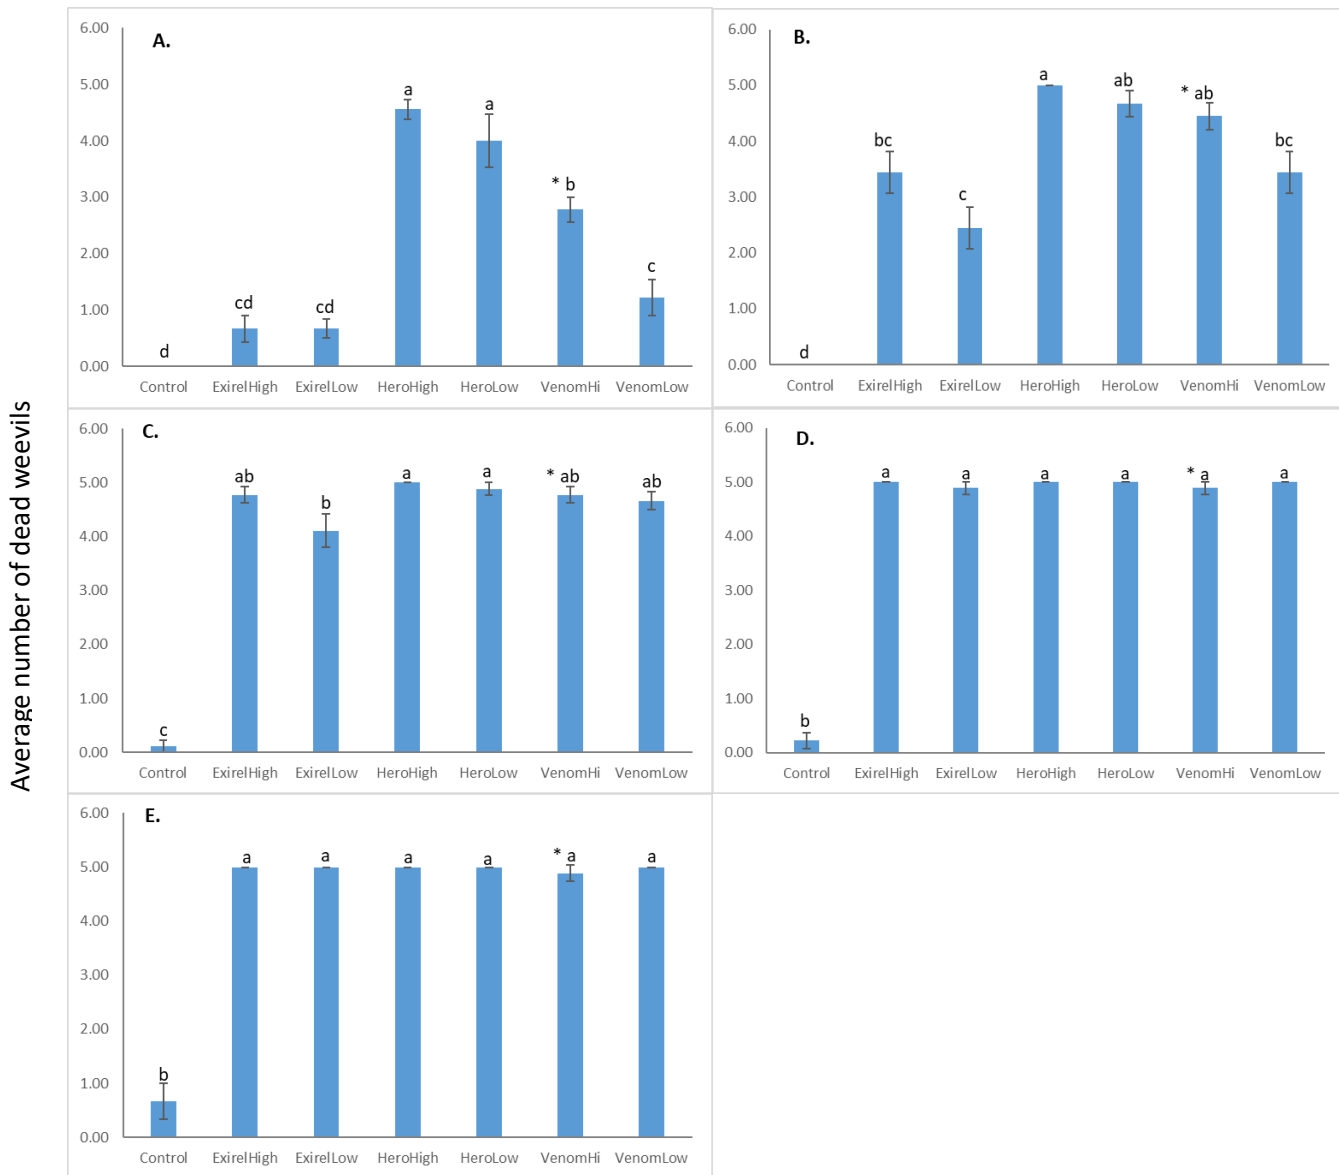 Average number of dead weevils
A.
6.00
5.00
4.00
3.00
2.00
1.00
0.00
d
cd
cd
a
a
* b
c
Control ExirelHigh ExirelLow HeroHigh HeroLow VenomHi VenomLow
B.
6.00
5.00
4.00
3.00
2.00
1.00
0.00
d
bc
c
a
ab
* ab
bc
Control ExirelHigh ExirelLow HeroHigh HeroLow VenomHi VenomLow
C.
6.00
5.00
4.00
3.00
2.00
1.00
0.00
c
ab
b
a
a
* ab
ab
Control ExirelHigh ExirelLow HeroHigh HeroLow VenomHi VenomLow
D.
6.00
5.00
4.00
3.00
2.00
1.00
0.00
b
a
a
a
a
* a
a
Control ExirelHigh ExirelLow HeroHigh HeroLow VenomHi VenomLow
E.
6.00
5.00
4.00
3.00
2.00
1.00
0.00
b
a
a
a
a
* a
a
Control ExirelHigh ExirelLow HeroHigh HeroLow VenomHi VenomLow